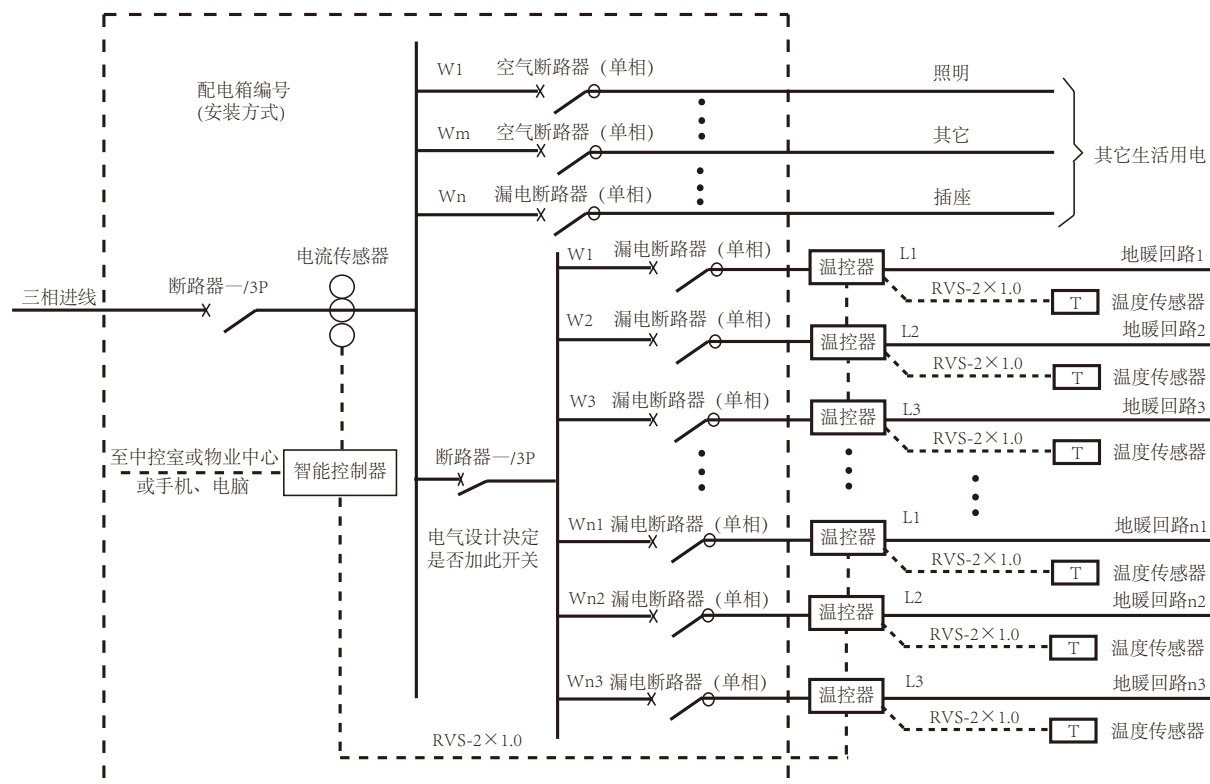 配电箱编号
(安装方式)
W1 空气断路器 (单相) 照明
Wm 空气断路器 (单相) 其它
其它生活用电
Wn 漏电断路器 (单相) 插座
电流传感器
三相进线 断路器—/3P
W1 漏电断路器 (单相) 温控器 L1 地暖回路1
RVS-2×1.0 T 温度传感器
W2 漏电断路器 (单相) 温控器 L2 地暖回路2
RVS-2×1.0 T 温度传感器
W3 漏电断路器 (单相) 温控器 L3 地暖回路3
RVS-2×1.0 T 温度传感器
至中控室或物业中心
或手机、电脑
智能控制器
断路器—/3P
电气设计决定
是否加此开关
Wn1 漏电断路器 (单相) 温控器 L1 地暖回路n1
RVS-2×1.0 T 温度传感器
Wn2 漏电断路器 (单相) 温控器 L2 地暖回路n2
RVS-2×1.0 T 温度传感器
Wn3 漏电断路器 (单相) 温控器 L3 地暖回路n3
RVS-2×1.0 T 温度传感器
RVS-2×1.0